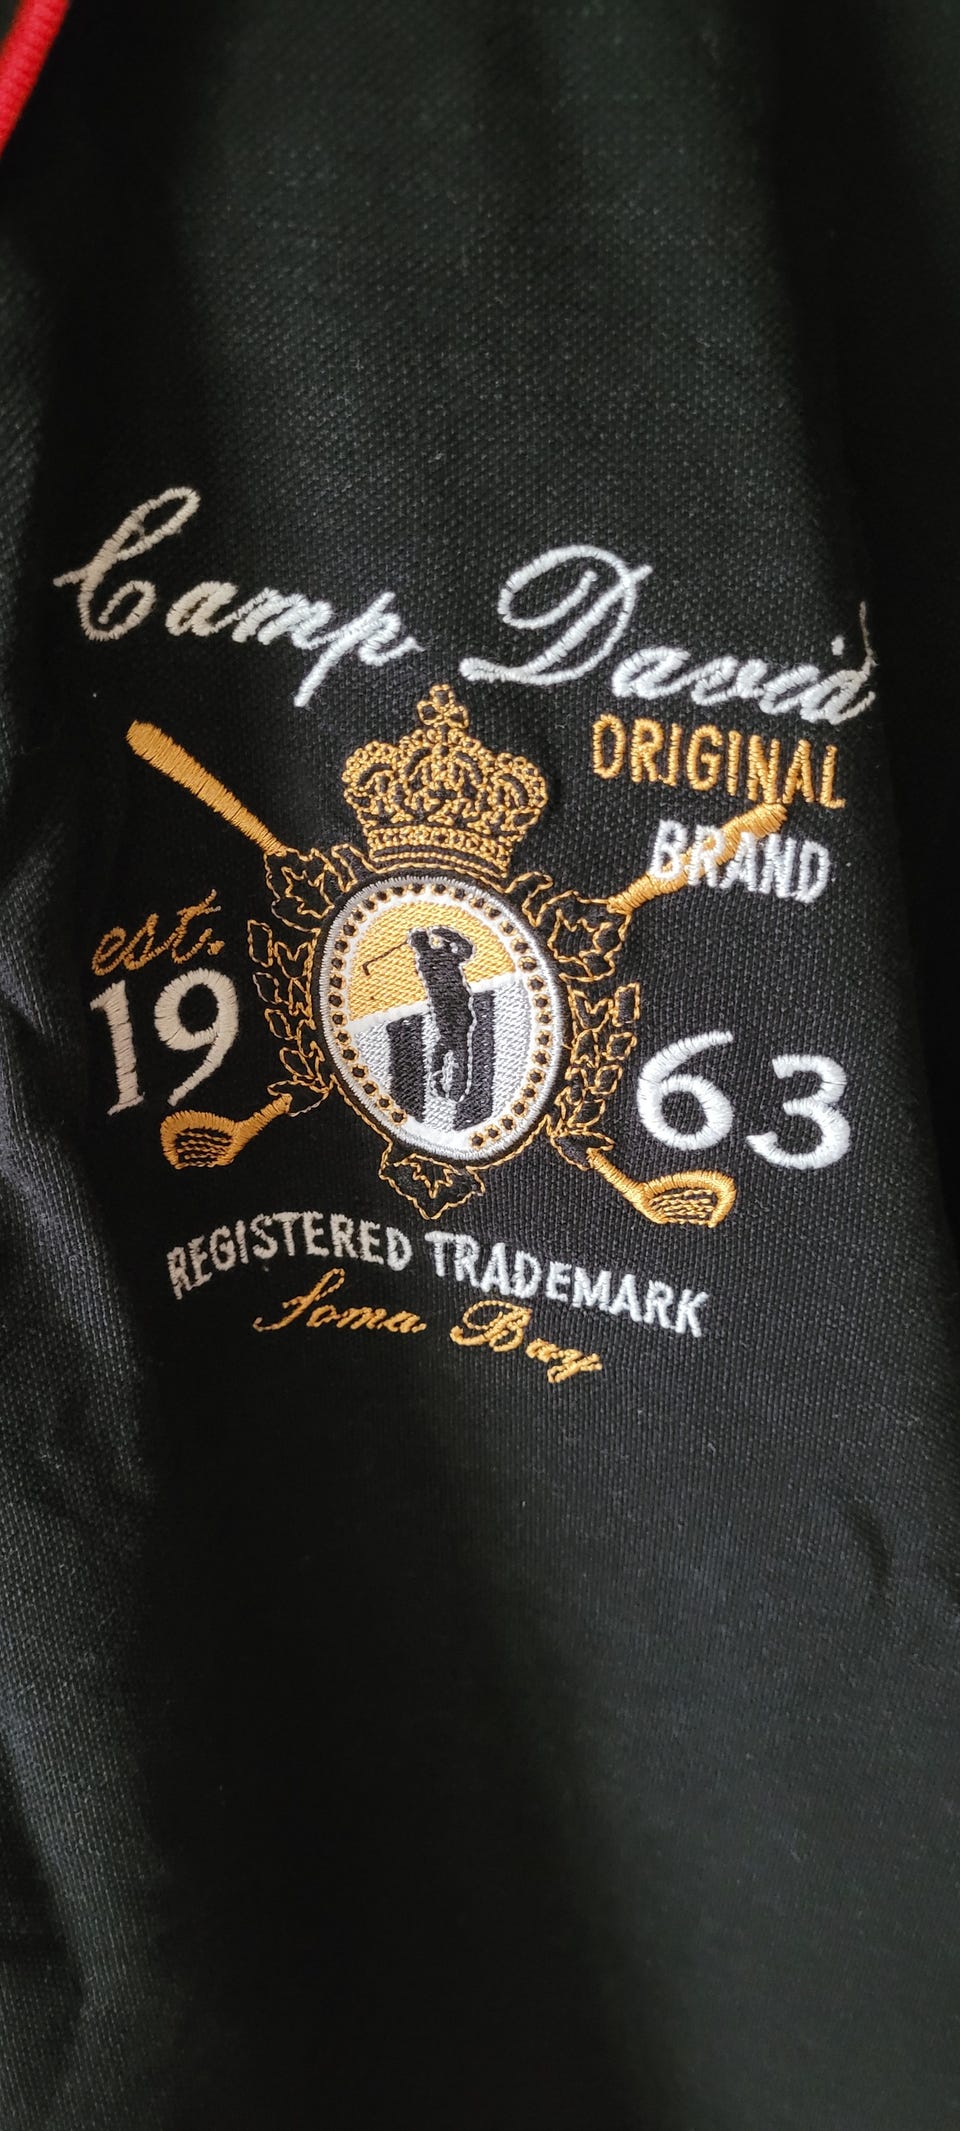 Camp David
ORIGINAL
BRAND
est.
19 63
REGISTERED TRADEMARK
Soma Bay